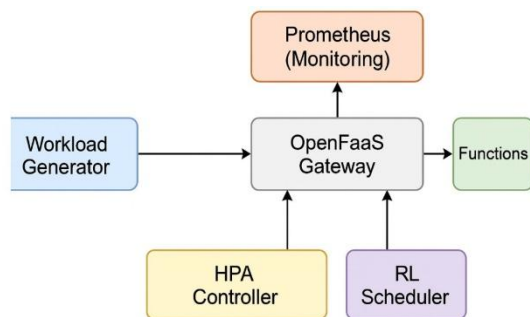 Prometheus
(Monitoring)
Workload
Generator
OpenFaaS
Gateway
Functions
HPA
Controller
RL
Scheduler